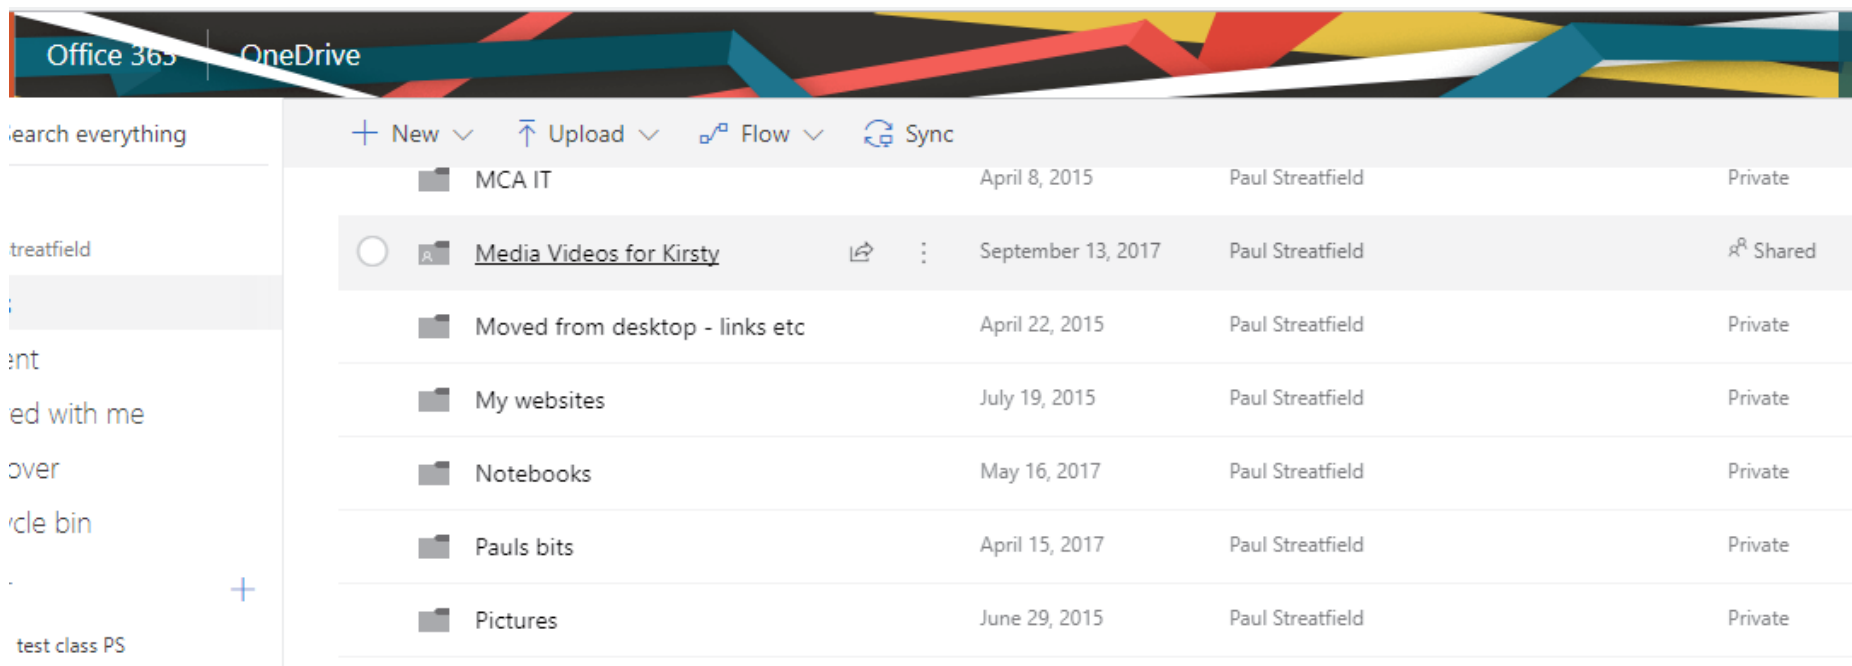 Office 365 OneDrive
Search everything
New Upload Flow Sync
MCA IT April 8, 2015 Paul Streatfield Private
treatfield
Media Videos for Kirsty September 13, 2017 Paul Streatfield Shared
s
Moved from desktop - links etc April 22, 2015 Paul Streatfield Private
ent
My websites July 19, 2015 Paul Streatfield Private
ed with me
Notebooks May 16, 2017 Paul Streatfield Private
over
ycle bin
Pauls bits April 15, 2017 Paul Streatfield Private
Pictures June 29, 2015 Paul Streatfield Private
test class PS